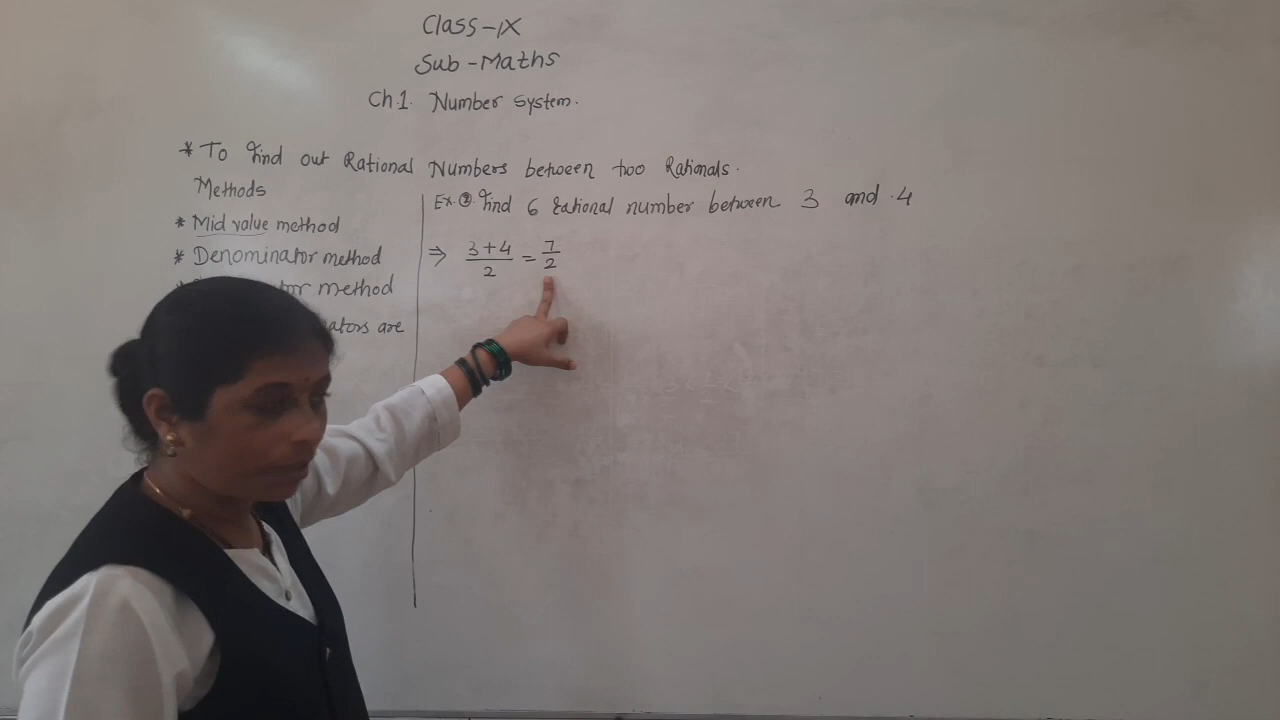 Class-IX
Sub-Maths
Ch.1. Number System.
* To find out Rational Numbers between two Rationals.
Methods
* Mid value method
* Denominator method
method
are
Ex. ② find 6 rational number between 3 and 4
⇒ 3+4/2 = 7/2